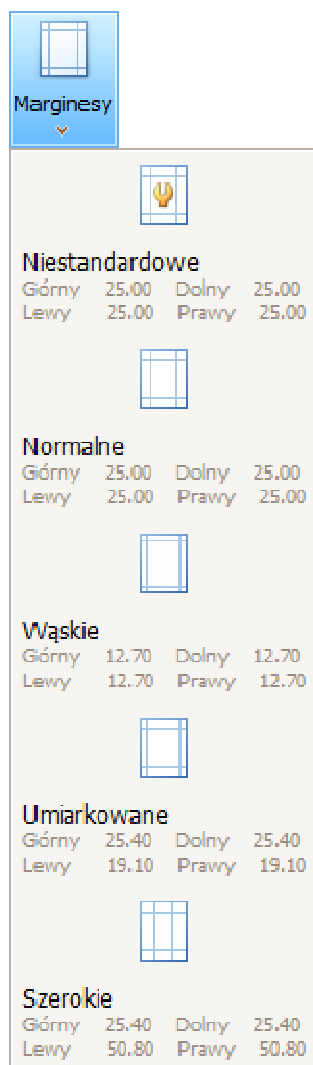 Marginesy
Niestandardowe
Górny 25.00 Dolny 25.00
Lewy 25.00 Prawy 25.00
Normalne
Górny 25.00 Dolny 25.00
Lewy 25.00 Prawy 25.00
Wąskie
Górny 12.70 Dolny 12.70
Lewy 12.70 Prawy 12.70
Umiarkowane
Górny 25.40 Dolny 25.40
Lewy 19.10 Prawy 19.10
Szerokie
Górny 25.40 Dolny 25.40
Lewy 50.80 Prawy 50.80